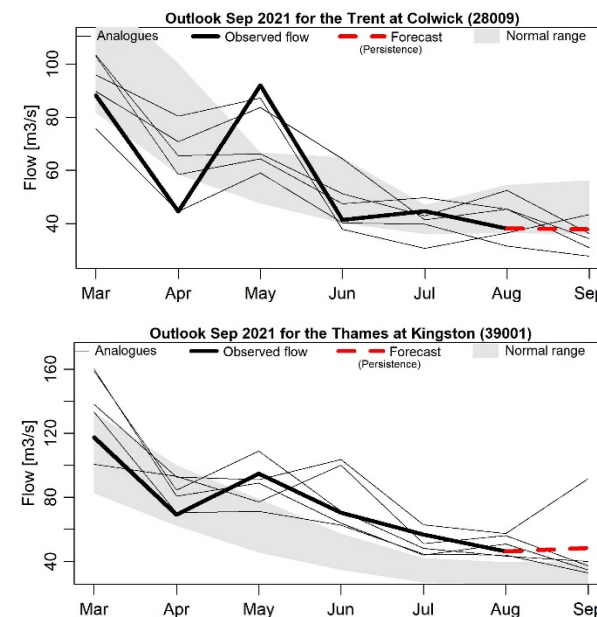 Outlook Sep 2021 for the Trent at Colwick (28009)
Analogues Observed flow Forecast Normal range
(Persistence)
Flow [m3/s]
100
80
60
40
Mar Apr May Jun Jul Aug Sep
Outlook Sep 2021 for the Thames at Kingston (39001)
Analogues Observed flow Forecast Normal range
(Persistence)
Flow [m3/s]
160
120
80
40
Mar Apr May Jun Jul Aug Sep